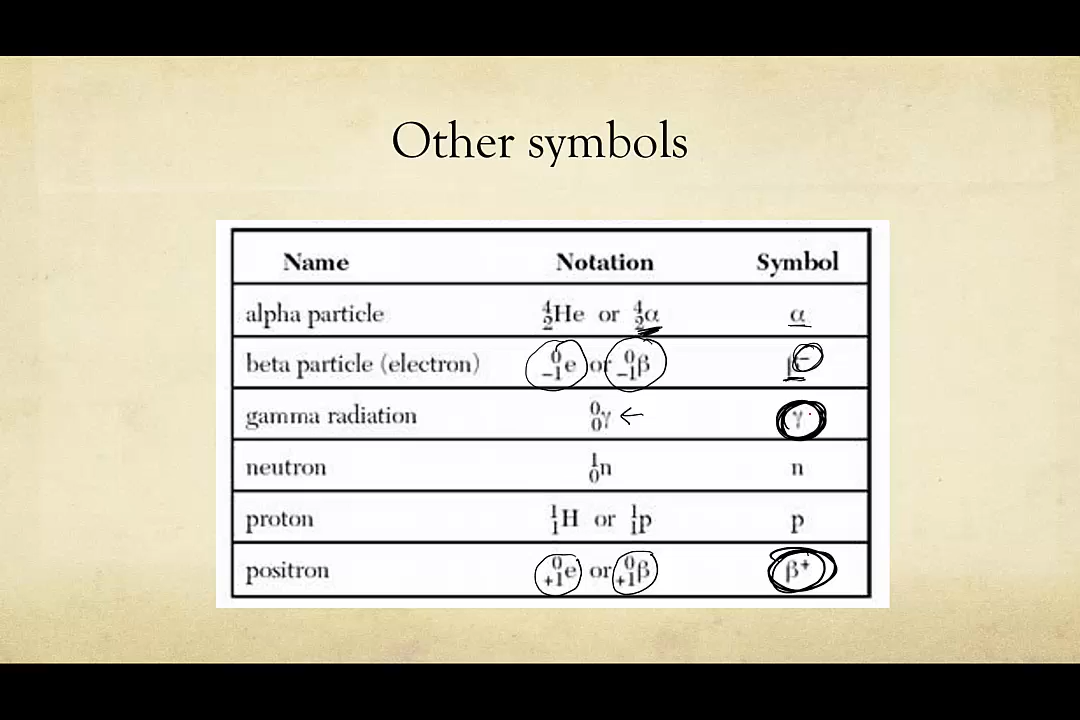 Other symbols
Name Notation Symbol
alpha particle ⁴₂He or ⁴₂α α
beta particle (electron) ⁰₋₁e or ⁰₋₁β β⁻
gamma radiation ⁰₀γ ← γ
neutron ¹₀n n
proton ¹₁H or ¹₁p p
positron ⁰₊₁e or ⁰₊₁β β⁺